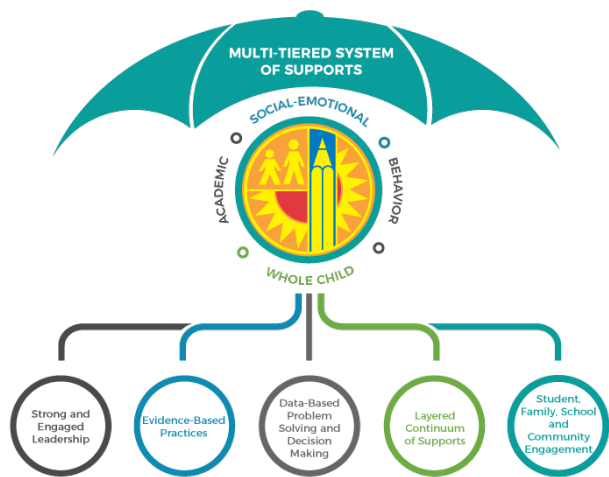 MULTI-TIERED SYSTEM
OF SUPPORTS
SOCIAL-EMOTIONAL
ACADEMIC
BEHAVIOR
WHOLE CHILD
Strong and
Engaged
Leadership
Evidence-Based
Practices
Data-Based
Problem
Solving and
Decision
Making
Layered
Continuum
of Supports
Student,
Family, School
and
Community
Engagement